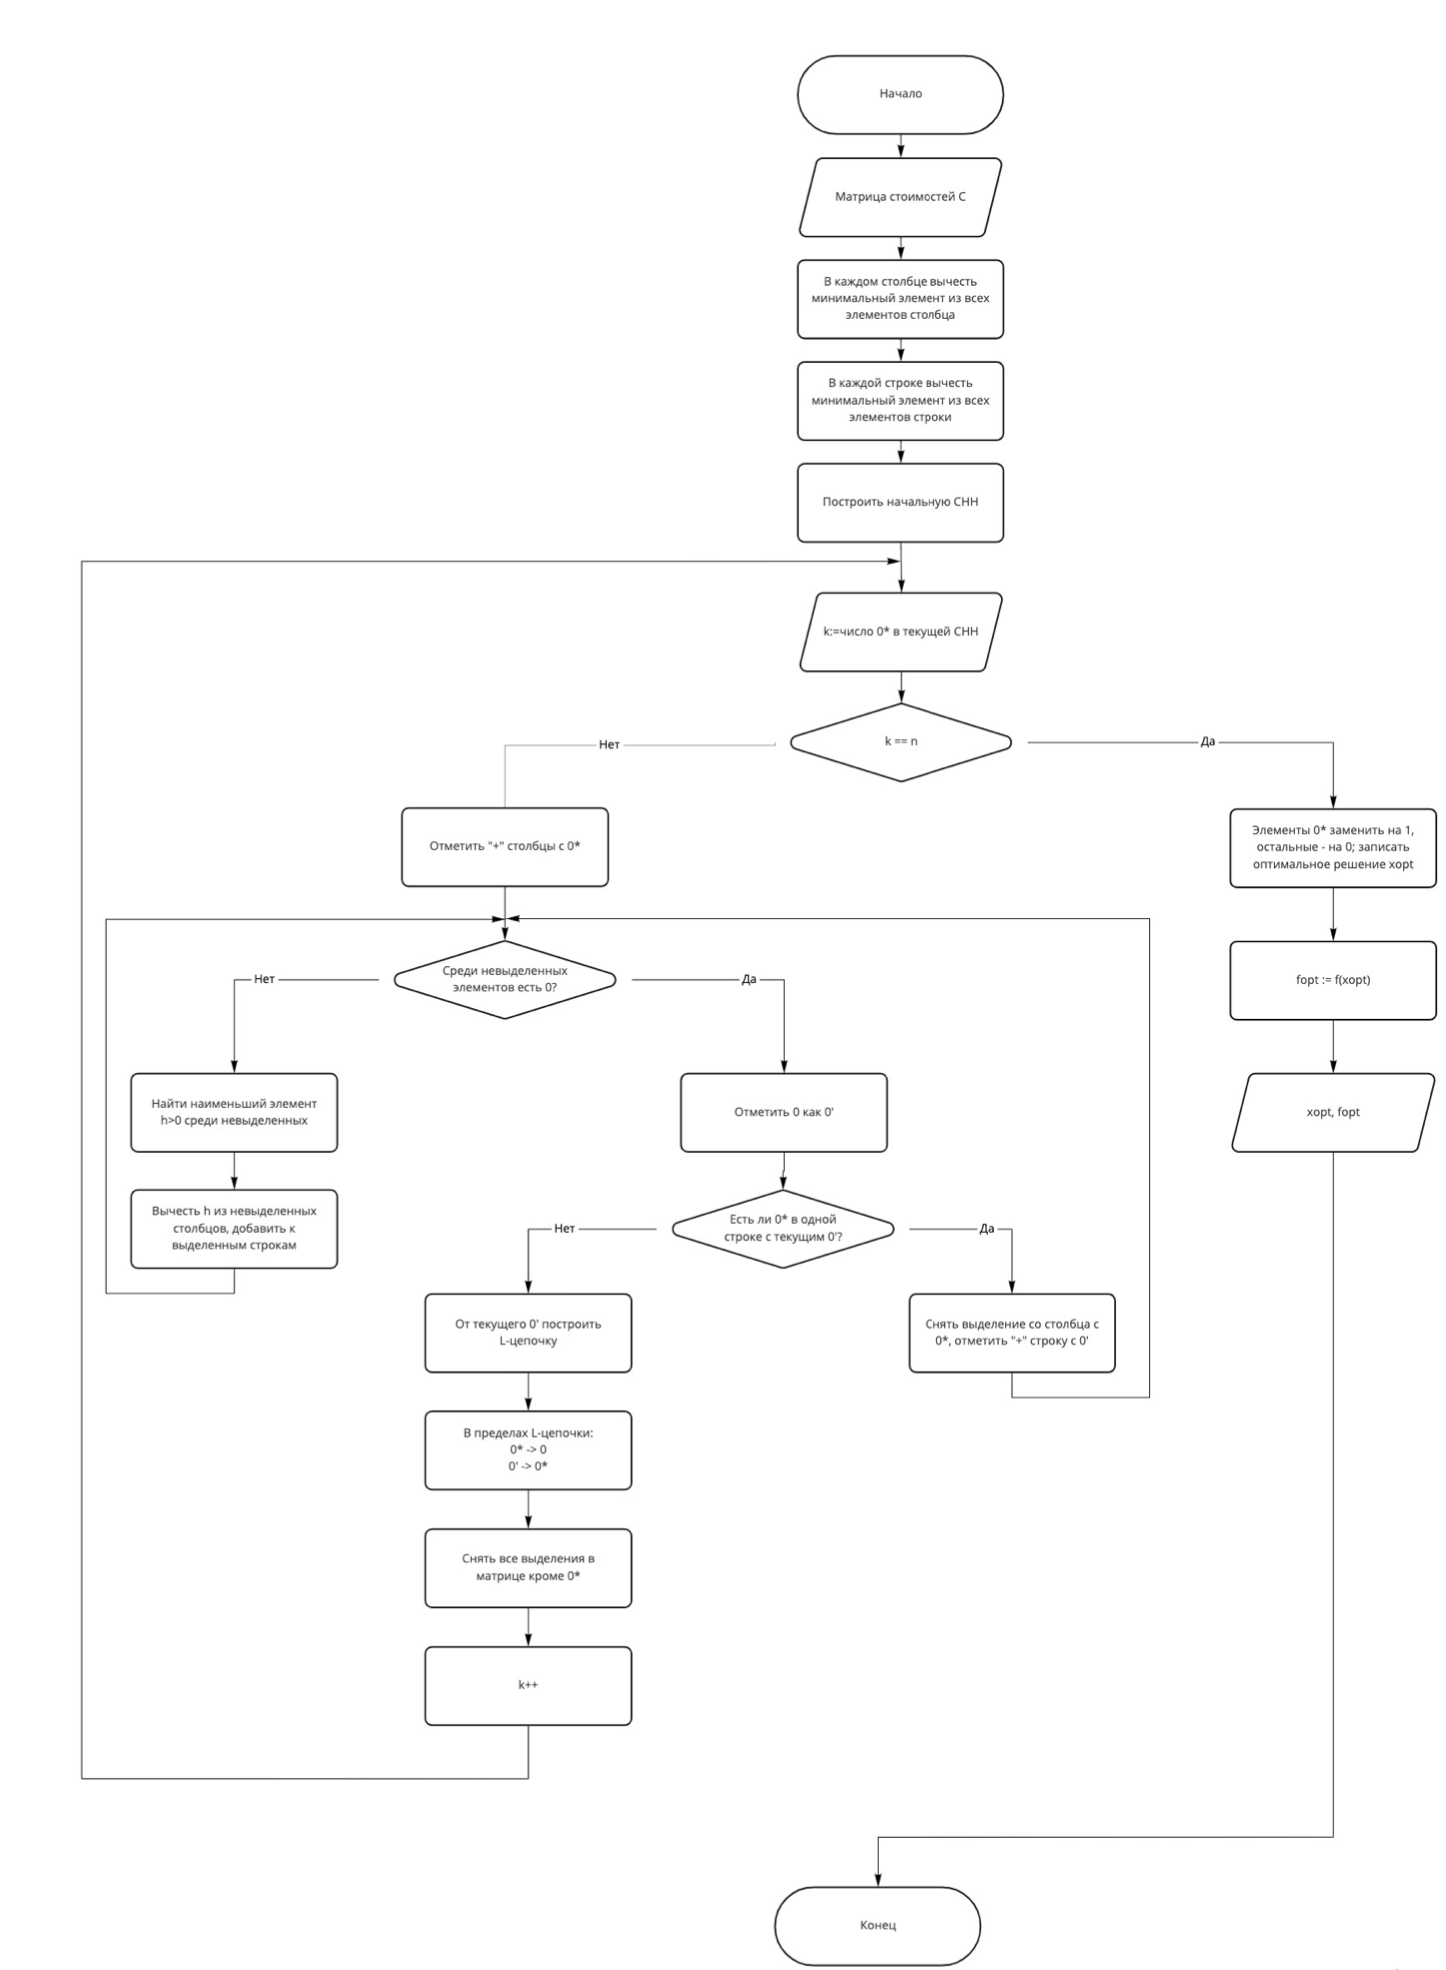 Начало
Матрица стоимостей C
В каждом столбце вычесть
минимальный элемент из всех
элементов столбца
В каждой строке вычесть
минимальный элемент из всех
элементов строки
Построить начальную СНН
k:=число 0* в текущей СНН
k == n
Нет
Да
Отметить "+" столбцы с 0*
Элементы 0* заменить на 1,
остальные - на 0; записать
оптимальное решение xopt
Среди невыделенных
элементов есть 0?
Нет
Да
fopt := f(xopt)
Найти наименьший элемент
h>0 среди невыделенных
Отметить 0 как 0'
xopt, fopt
Вычесть h из невыделенных
столбцов, добавить к
выделенным строкам
Есть ли 0* в одной
строке с текущим 0'?
Нет
Да
От текущего 0' построить
L-цепочку
Снять выделение со столбца с
0*, отметить "+" строку с 0'
В пределах L-цепочки:
0* -> 0
0' -> 0*
Снять все выделения в
матрице кроме 0*
k++
Конец